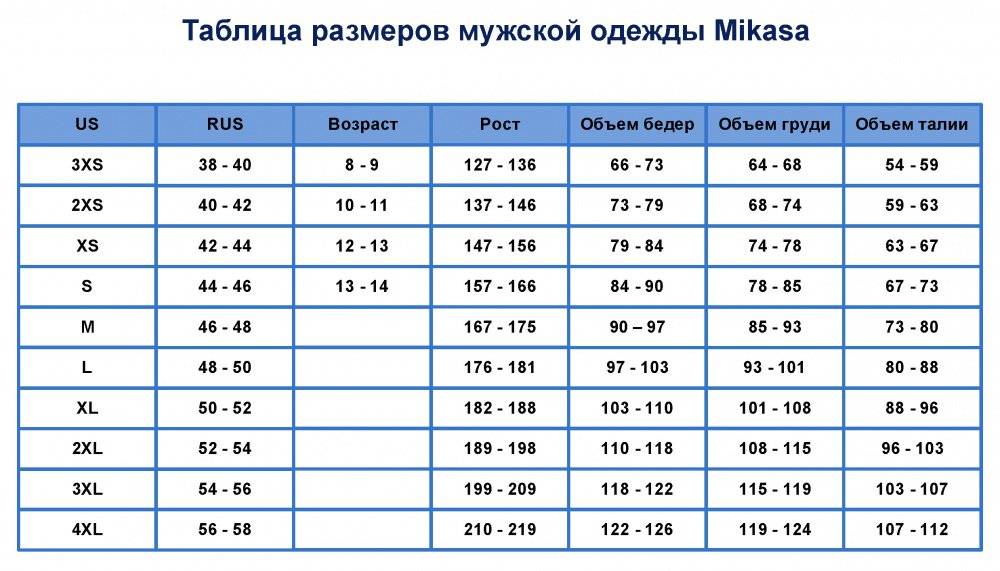 Таблица размеров мужской одежды Mikasa
US RUS Возраст Рост Объем бедер Объем груди Объем талии
3XS 38 - 40 8 - 9 127 - 136 66 - 73 64 - 68 54 - 59
2XS 40 - 42 10 - 11 137 - 146 73 - 79 68 - 74 59 - 63
XS 42 - 44 12 - 13 147 - 156 79 - 84 74 - 78 63 - 67
S 44 - 46 13 - 14 157 - 166 84 - 90 78 - 85 67 - 73
M 46 - 48 167 - 175 90 – 97 85 - 93 73 - 80
L 48 - 50 176 - 181 97 - 103 93 - 101 80 - 88
XL 50 - 52 182 - 188 103 - 110 101 - 108 88 - 96
2XL 52 - 54 189 - 198 110 - 118 108 - 115 96 - 103
3XL 54 - 56 199 - 209 118 - 122 115 - 119 103 - 107
4XL 56 - 58 210 - 219 122 - 126 119 - 124 107 - 112